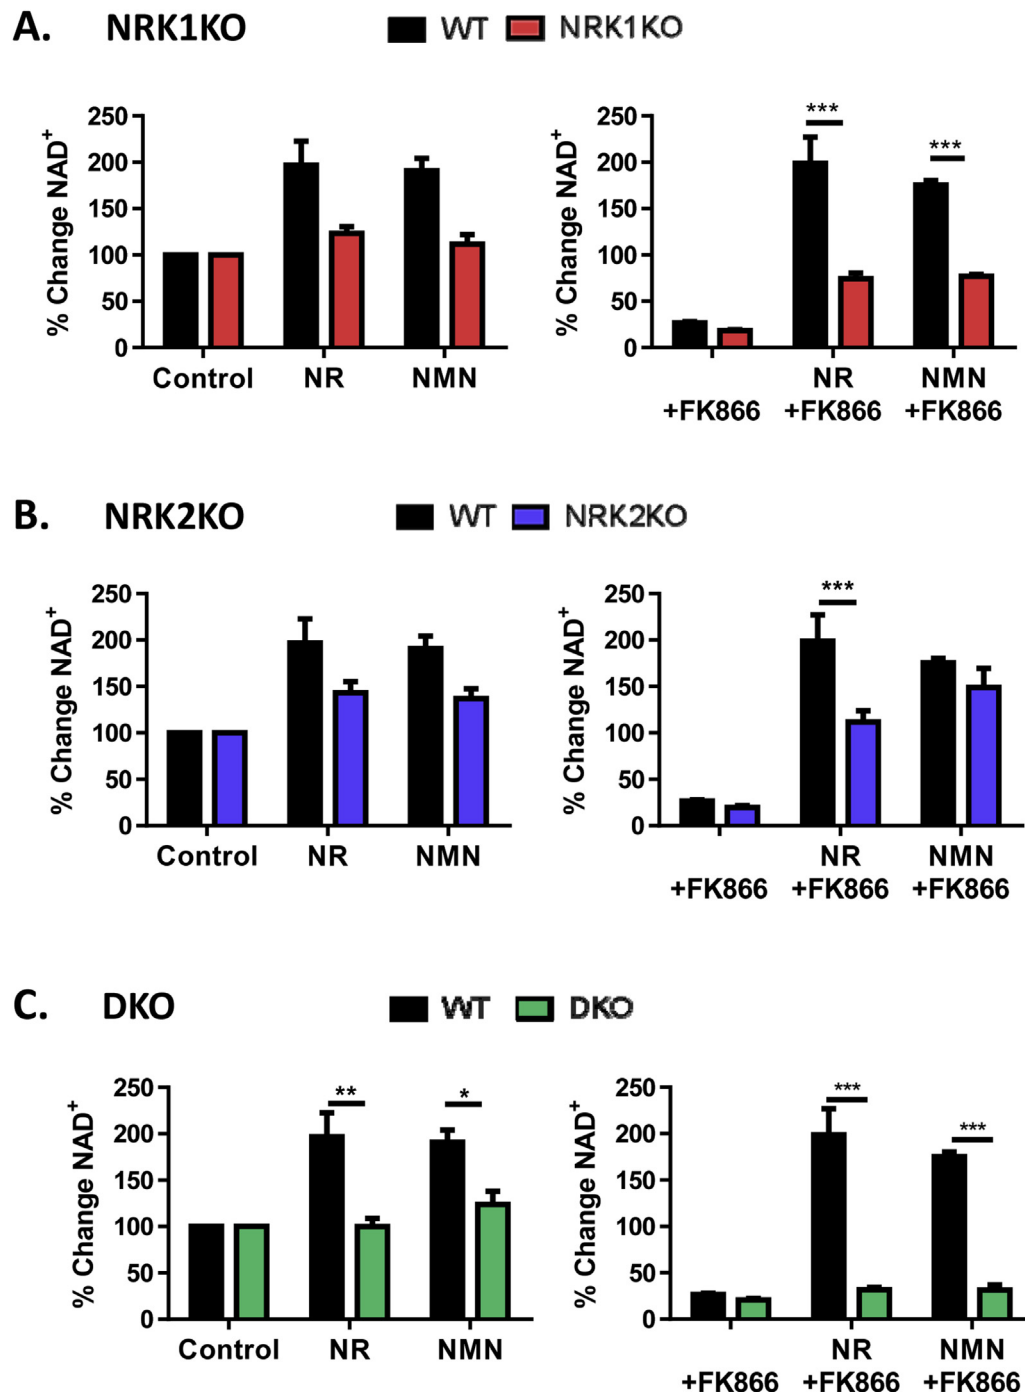 A. NRK1KO WT NRK1KO
% Change NAD+
250
200
150
100
50
0
Control NR NMN
% Change NAD+
250
200
150
100
50
0
*** ***
NR NMN
+FK866 +FK866 +FK866
B. NRK2KO WT NRK2KO
% Change NAD+
250
200
150
100
50
0
Control NR NMN
% Change NAD+
250
200
150
100
50
0
***
NR NMN
+FK866 +FK866 +FK866
C. DKO WT DKO
% Change NAD+
250
200
150
100
50
0
** *
Control NR NMN
% Change NAD+
250
200
150
100
50
0
*** ***
NR NMN
+FK866 +FK866 +FK866